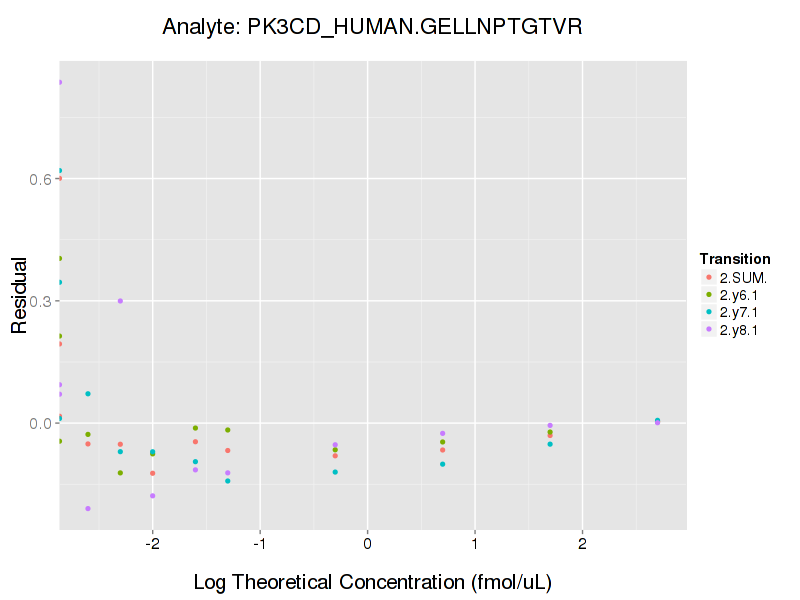 Analyte: PK3CD_HUMAN.GELLNPTGTVR
Residual
0.6
0.3
0.0
-2 -1 0 1 2
Log Theoretical Concentration (fmol/uL)
Transition
2.SUM.
2.y6.1
2.y7.1
2.y8.1